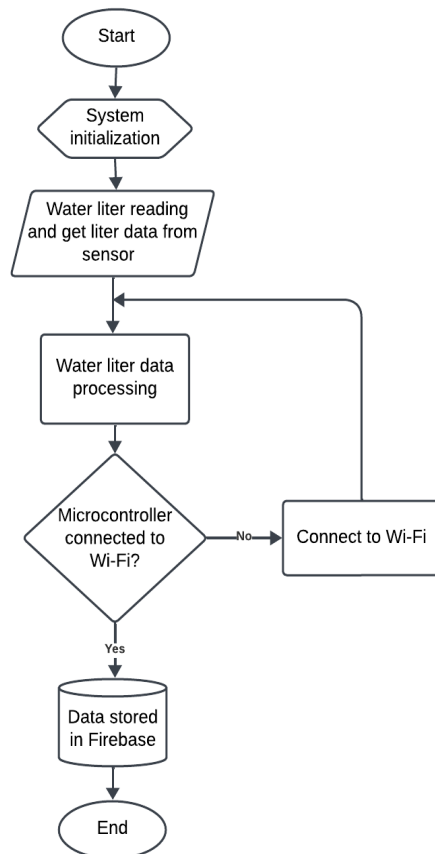 Start
System
initialization
Water liter reading
and get liter data from
sensor
Water liter data
processing
Microcontroller
connected to
Wi-Fi?
No
Connect to Wi-Fi
Yes
Data stored
in Firebase
End